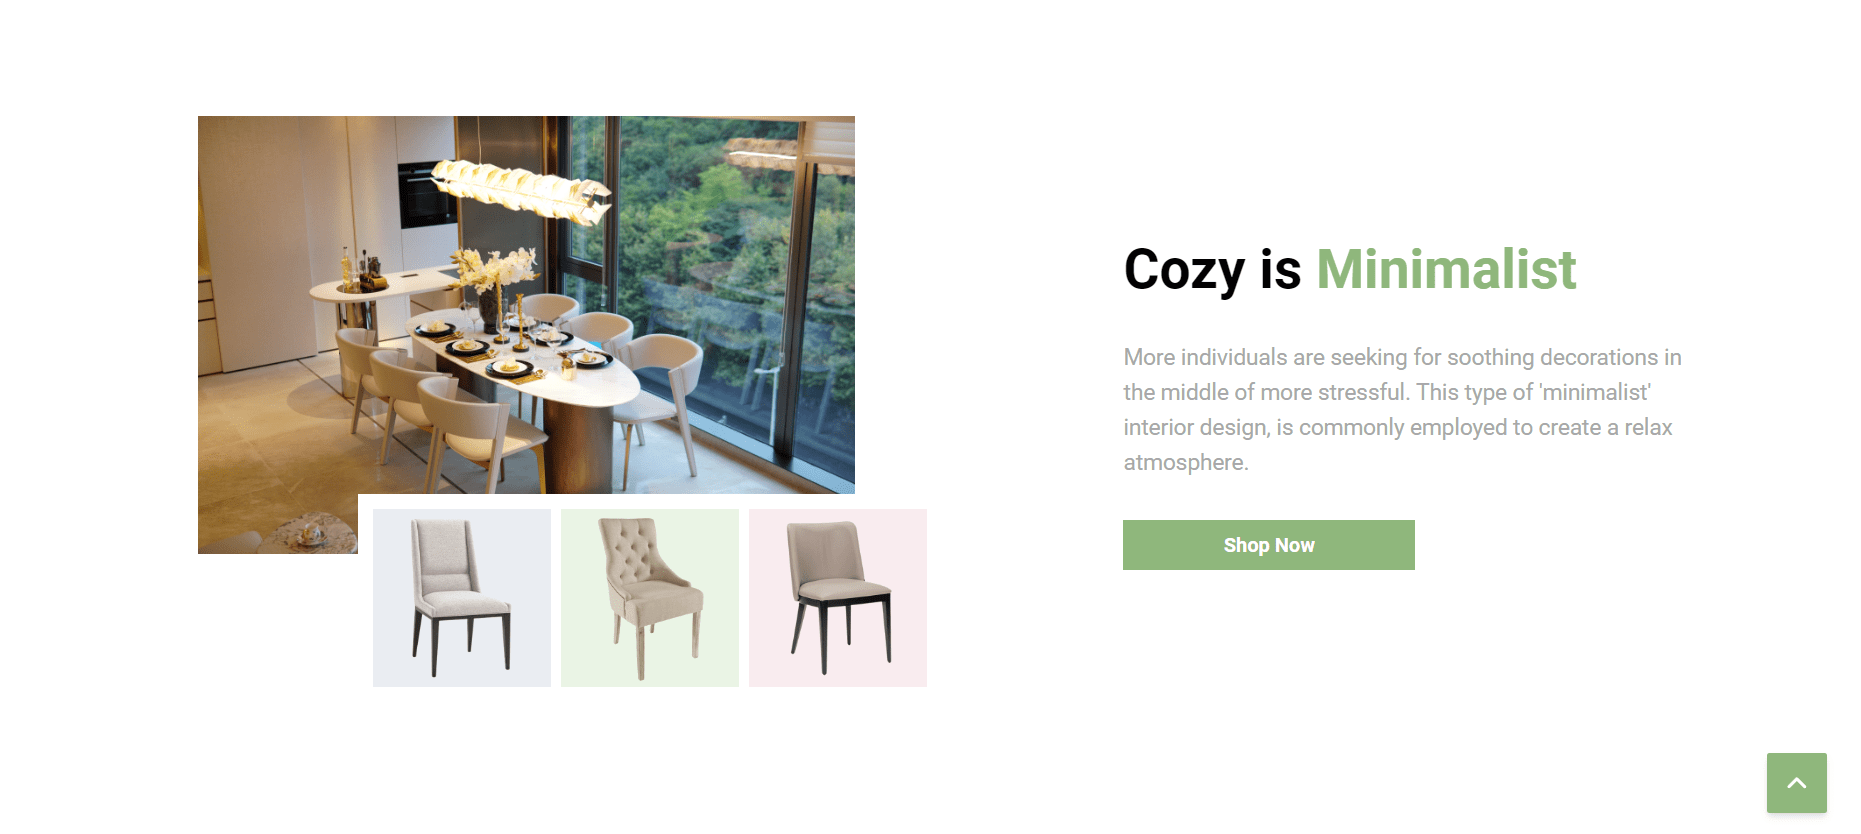 Cozy is Minimalist
More individuals are seeking for soothing decorations in
the middle of more stressful. This type of 'minimalist'
interior design, is commonly employed to create a relax
atmosphere.
Shop Now